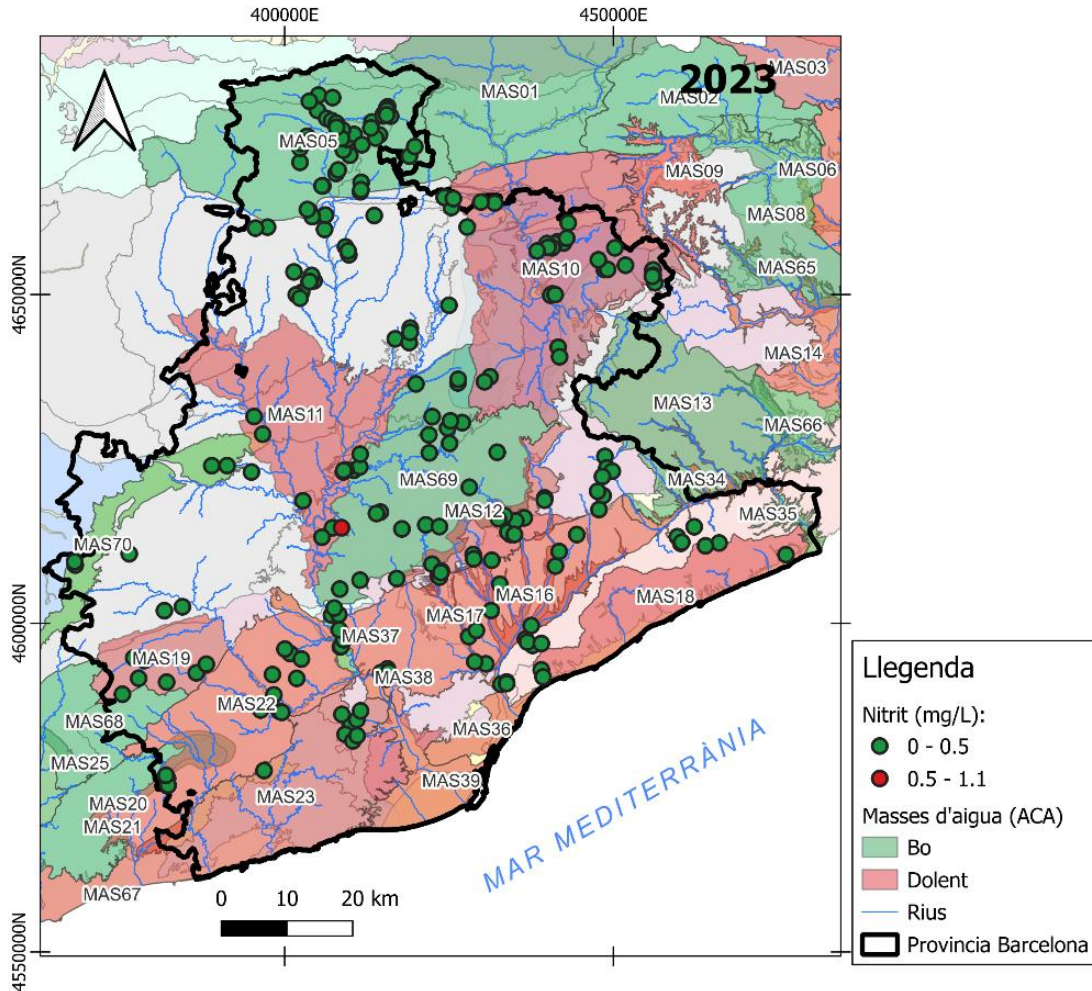 400000E
450000E
2023
MAS03
MAS01
MAS02
MAS05
MAS09
MAS06
MAS08
MAS10
MAS65
4650000N
MAS14
MAS13
MAS11
MAS66
MAS69
MAS34
MAS12
MAS35
MAS70
MAS16
MAS18
MAS17
4600000N
MAS37
MAS19
MAS38
MAS22
MAS68
MAS36
MAS25
MAS39
MAS20
MAS23
MAS21
MAS67
MAR MEDITERRÀNIA
0 10 20 km
4550000N
Llegenda
Nitrit (mg/L):
0 - 0.5
0.5 - 1.1
Masses d'aigua (ACA)
Bo
Dolent
Rius
Provincia Barcelona